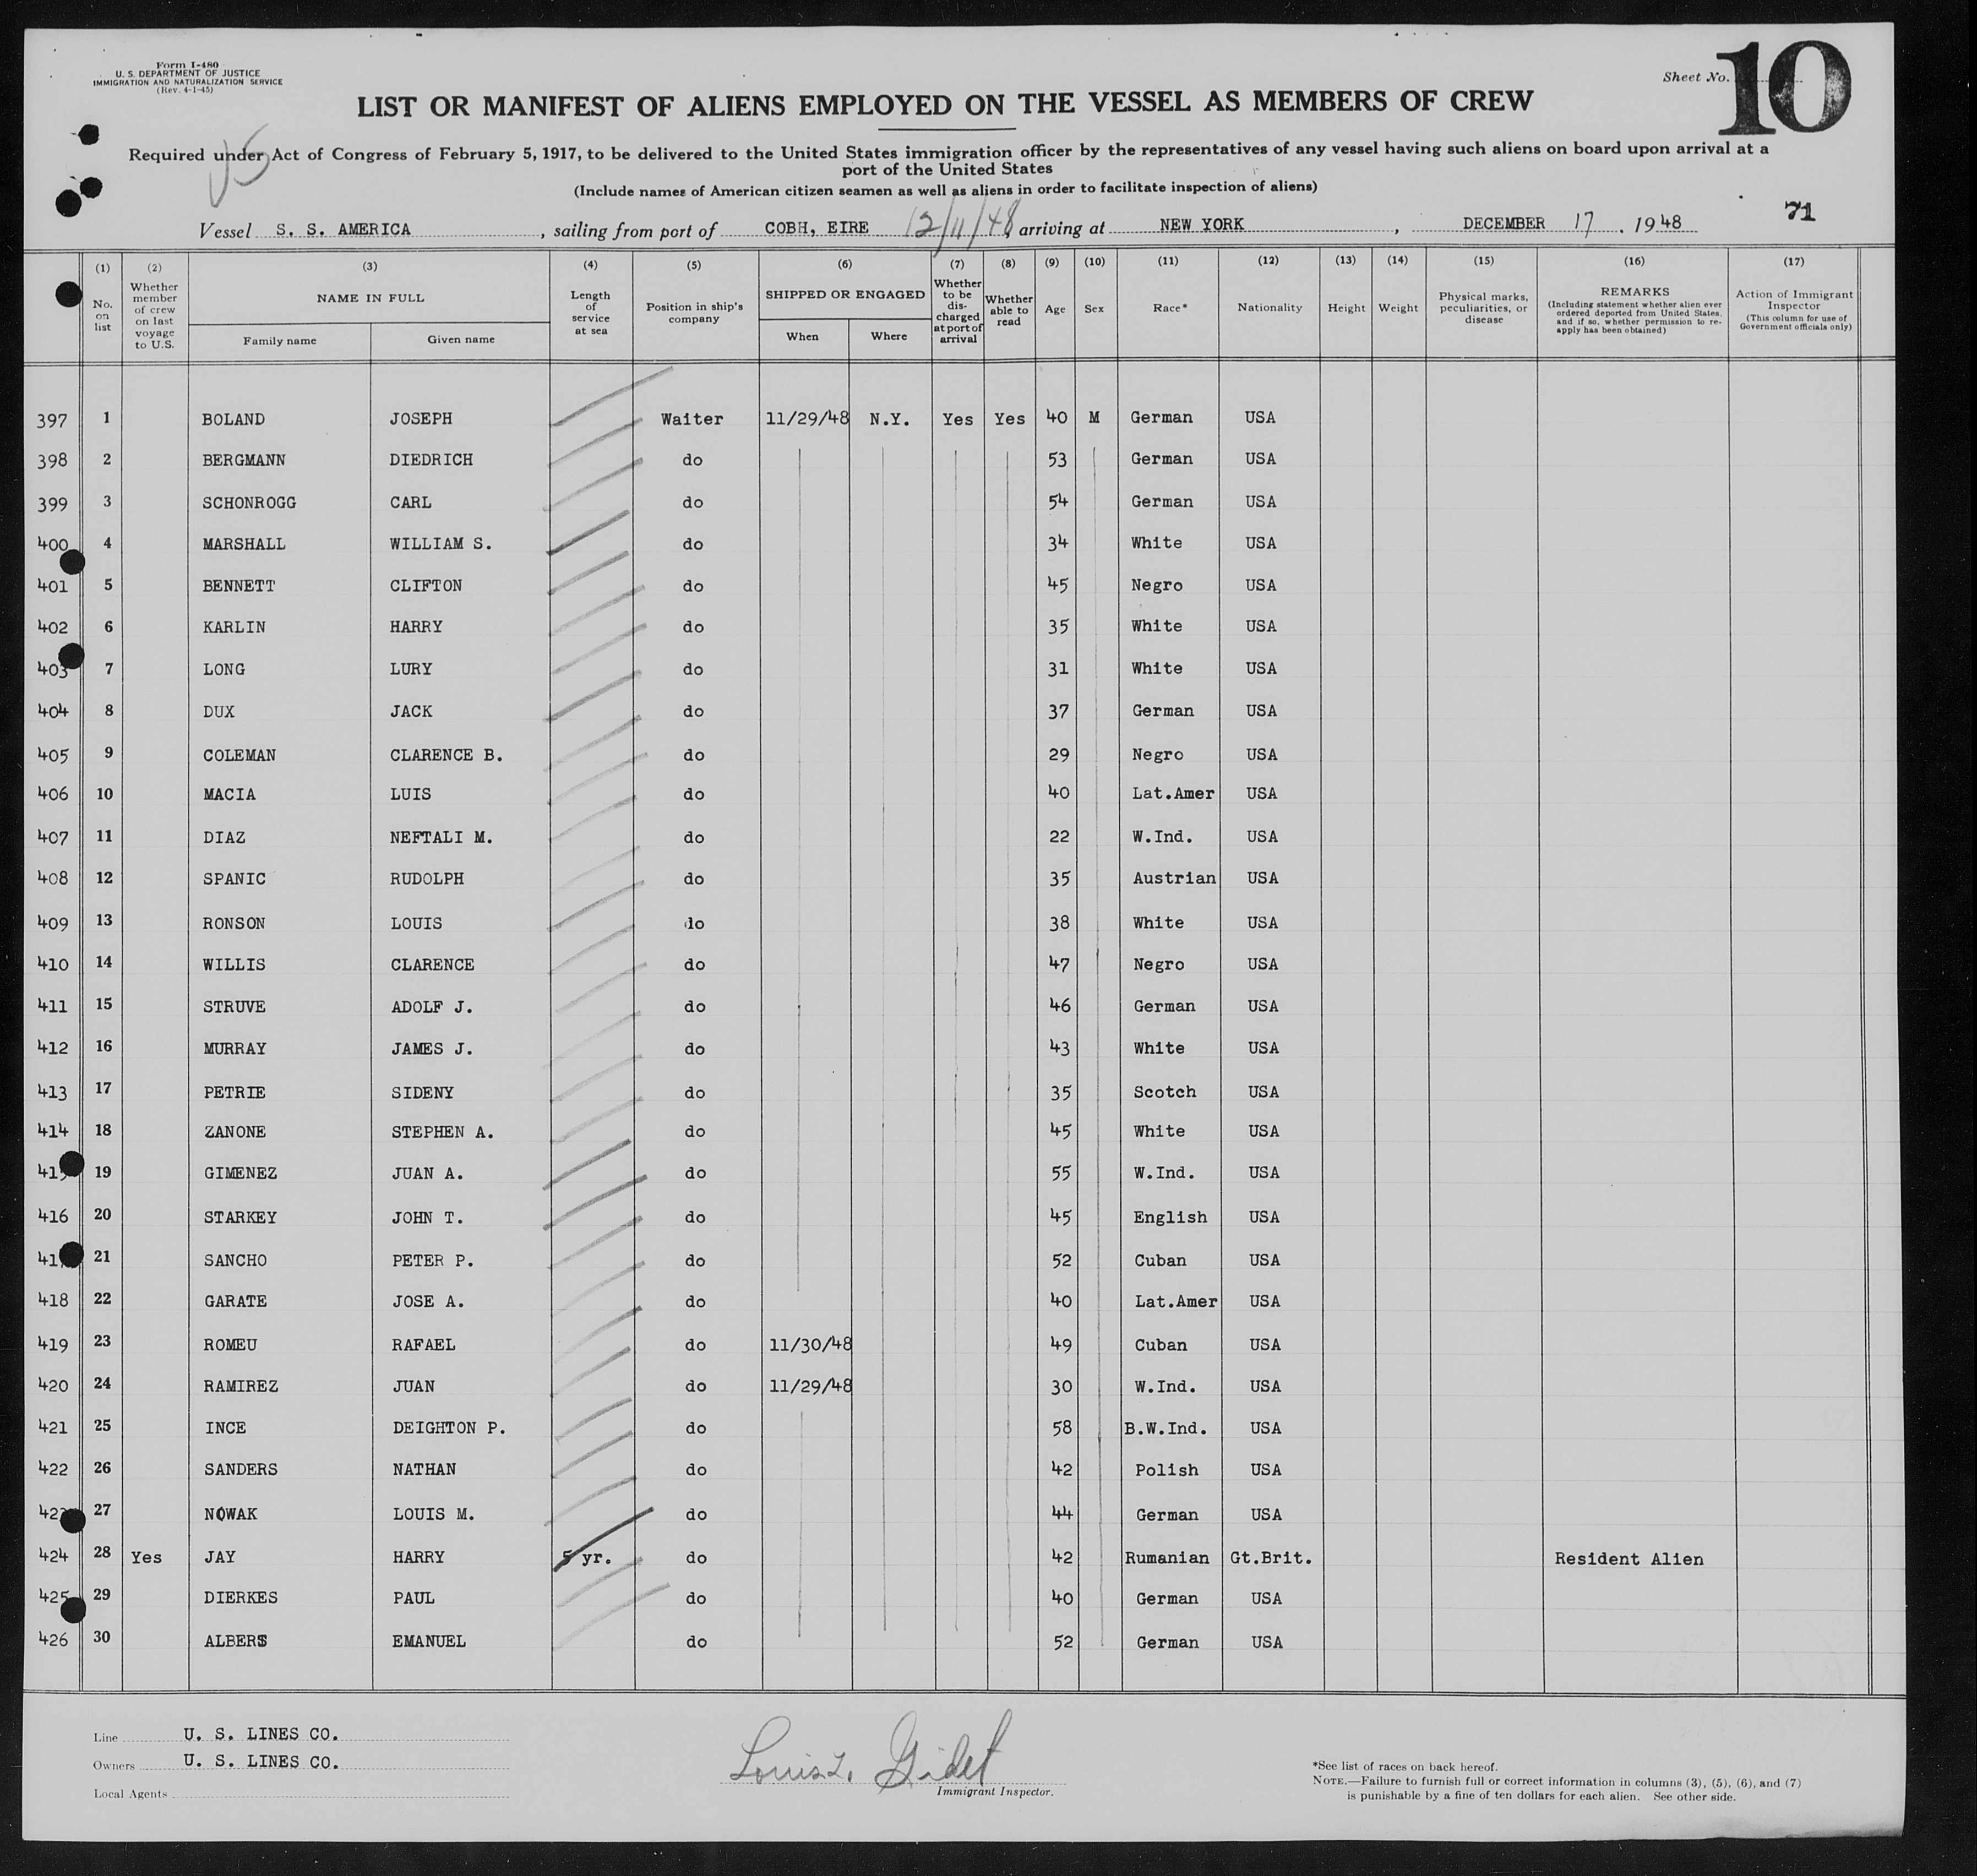 Form I-480
U. S. DEPARTMENT OF JUSTICE
IMMIGRATION AND NATURALIZATION SERVICE
(Rev. 4-1-45)
Sheet No. 10
LIST OR MANIFEST OF ALIENS EMPLOYED ON THE VESSEL AS MEMBERS OF CREW
Required under Act of Congress of February 5, 1917, to be delivered to the United States immigration officer by the representatives of any vessel having such aliens on board upon arrival at a
port of the United States
(Include names of American citizen seamen as well as aliens in order to facilitate inspection of aliens)
71
Vessel S. S. AMERICA, sailing from port of COBH, EIRE 12/11/48, arriving at NEW YORK, DECEMBER 17, 1948
(1) (2) (3) (4) (5) (6) (7) (8) (9) (10) (11) (12) (13) (14) (15) (16) (17)
No. on list
Whether member of crew on last voyage to U.S.
NAME IN FULL
Family name Given name
Length of service at sea
Position in ship's company
SHIPPED OR ENGAGED
When Where
Whether to be discharged at port of arrival
Whether able to read
Age
Sex
Race*
Nationality
Height
Weight
Physical marks, peculiarities, or disease
REMARKS
(Including statement whether alien ever ordered deported from United States, and if so, whether permission to reapply has been obtained)
Action of Immigrant Inspector
(This column for use of Government officials only)
397 1 BOLAND JOSEPH Waiter 11/29/48 N.Y. Yes Yes 40 M German USA
398 2 BERGMANN DIEDRICH do 53 German USA
399 3 SCHONROGG CARL do 54 German USA
400 4 MARSHALL WILLIAM S. do 34 White USA
401 5 BENNETT CLIFTON do 45 Negro USA
402 6 KARLIN HARRY do 35 White USA
403 7 LONG LURY do 31 White USA
404 8 DUX JACK do 37 German USA
405 9 COLEMAN CLARENCE B. do 29 Negro USA
406 10 MACIA LUIS do 40 Lat.Amer USA
407 11 DIAZ NEFTALI M. do 22 W.Ind. USA
408 12 SPANIC RUDOLPH do 35 Austrian USA
409 13 RONSON LOUIS do 38 White USA
410 14 WILLIS CLARENCE do 47 Negro USA
411 15 STRUVE ADOLF J. do 46 German USA
412 16 MURRAY JAMES J. do 43 White USA
413 17 PETRIE SIDENY do 35 Scotch USA
414 18 ZANONE STEPHEN A. do 45 White USA
415 19 GIMENEZ JUAN A. do 55 W.Ind. USA
416 20 STARKEY JOHN T. do 45 English USA
41 21 SANCHO PETER P. do 52 Cuban USA
418 22 GARATE JOSE A. do 40 Lat.Amer USA
419 23 ROMEU RAFAEL do 11/30/48 49 Cuban USA
420 24 RAMIREZ JUAN do 11/29/48 30 W.Ind. USA
421 25 INCE DEIGHTON P. do 58 B.W.Ind. USA
422 26 SANDERS NATHAN do 42 Polish USA
423 27 NOWAK LOUIS M. do 44 German USA
424 28 Yes JAY HARRY 5 yr. do 42 Rumanian Gt.Brit. Resident Alien
425 29 DIERKES PAUL do 40 German USA
426 30 ALBERS EMANUEL do 52 German USA
Line U. S. LINES CO.
Owners U. S. LINES CO.
Local Agents
Louis
Immigrant Inspector.
*See list of races on back hereof.
NOTE.—Failure to furnish full or correct information in columns (3), (5), (6), and (7)
is punishable by a fine of ten dollars for each alien. See other side.